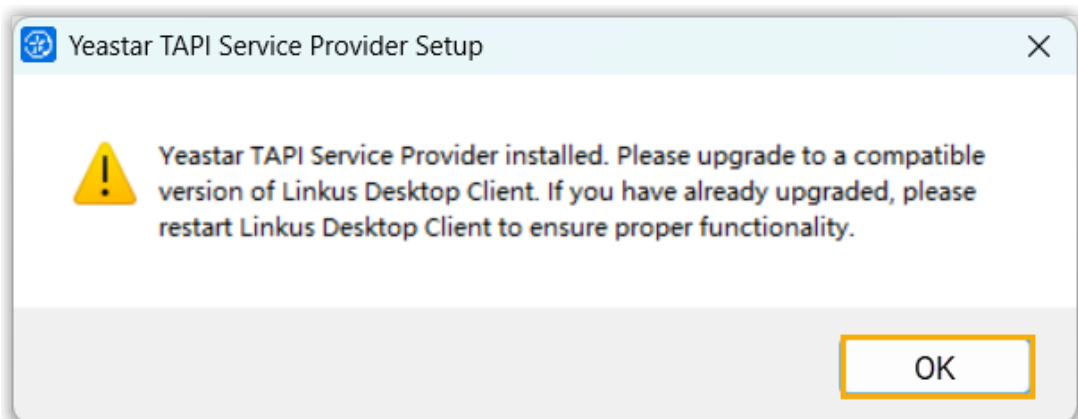 Yeastar TAPI Service Provider Setup
Yeastar TAPI Service Provider installed. Please upgrade to a compatible
version of Linkus Desktop Client. If you have already upgraded, please
restart Linkus Desktop Client to ensure proper functionality.
OK